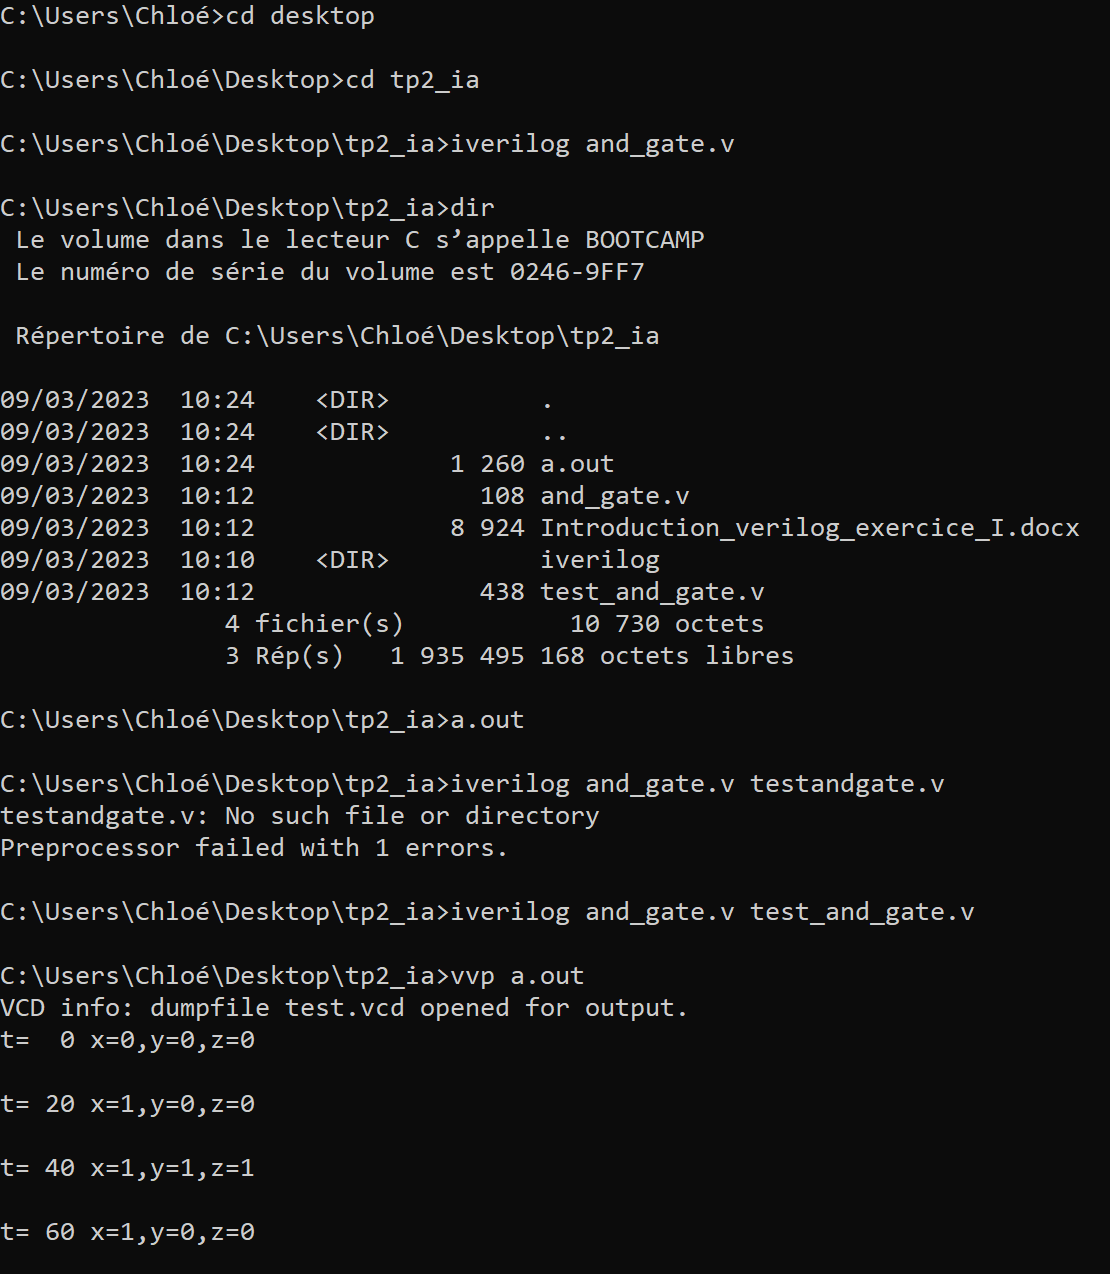 C:\Users\Chloé>cd desktop
C:\Users\Chloé\Desktop>cd tp2_ia
C:\Users\Chloé\Desktop\tp2_ia>iverilog and_gate.v
C:\Users\Chloé\Desktop\tp2_ia>dir
 Le volume dans le lecteur C s’appelle BOOTCAMP
 Le numéro de série du volume est 0246-9FF7
 Répertoire de C:\Users\Chloé\Desktop\tp2_ia
09/03/2023  10:24    <DIR>          .
09/03/2023  10:24    <DIR>          ..
09/03/2023  10:24             1 260 a.out
09/03/2023  10:12               108 and_gate.v
09/03/2023  10:12             8 924 Introduction_verilog_exercice_I.docx
09/03/2023  10:10    <DIR>          iverilog
09/03/2023  10:12               438 test_and_gate.v
               4 fichier(s)           10 730 octets
               3 Rép(s)   1 935 495 168 octets libres
C:\Users\Chloé\Desktop\tp2_ia>a.out
C:\Users\Chloé\Desktop\tp2_ia>iverilog and_gate.v testandgate.v
testandgate.v: No such file or directory
Preprocessor failed with 1 errors.
C:\Users\Chloé\Desktop\tp2_ia>iverilog and_gate.v test_and_gate.v
C:\Users\Chloé\Desktop\tp2_ia>vvp a.out
VCD info: dumpfile test.vcd opened for output.
t=  0 x=0,y=0,z=0
t= 20 x=1,y=0,z=0
t= 40 x=1,y=1,z=1
t= 60 x=1,y=0,z=0